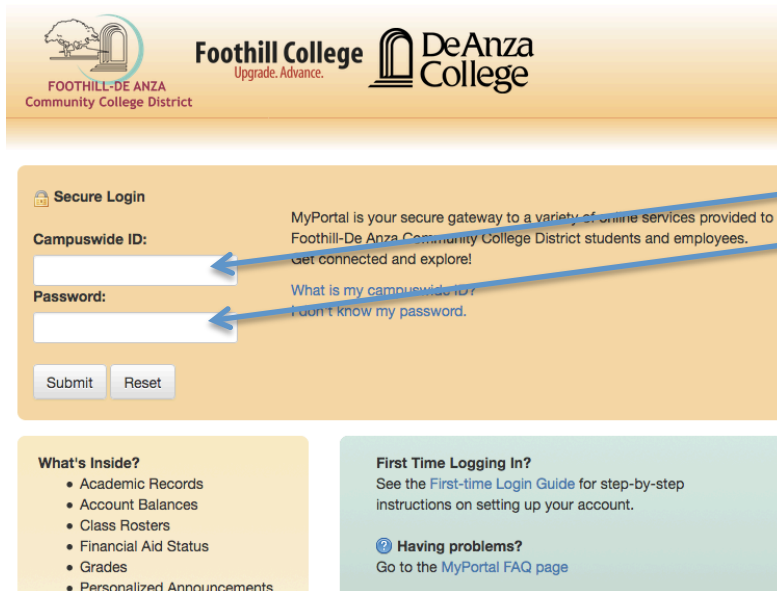 FOOTHILL-DE ANZA
Community College District
Foothill College
Upgrade. Advance.
DeAnza
College
Secure Login
Campuswide ID:
Password:
Submit
Reset
MyPortal is your secure gateway to a variety of online services provided to
Foothill-De Anza Community College District students and employees.
Get connected and explore!
What is my campuswide ID?
I don't know my password.
What's Inside?
• Academic Records
• Account Balances
• Class Rosters
• Financial Aid Status
• Grades
• Personalized Announcements
First Time Logging In?
See the First-time Login Guide for step-by-step
instructions on setting up your account.
Having problems?
Go to the MyPortal FAQ page